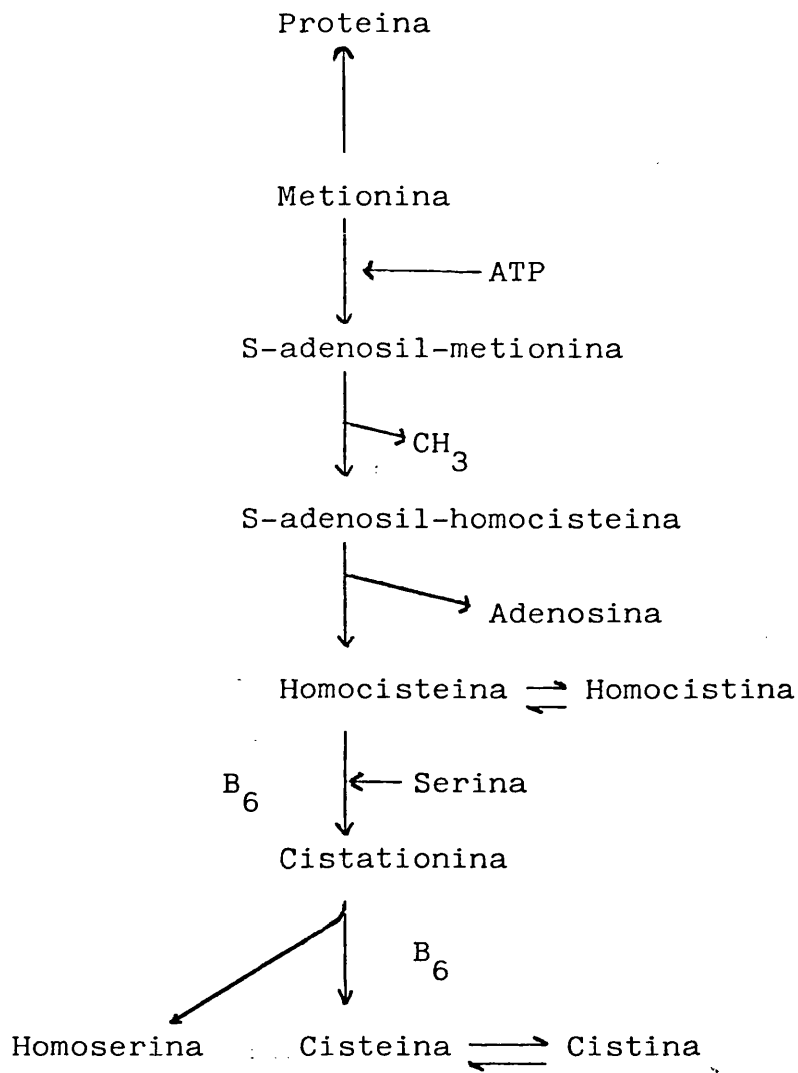 Proteina
Metionina
ATP
S-adenosil-metionina
CH3
S-adenosil-homocisteina
Adenosina
Homocisteina Homocistina
B6 Serina
Cistationina
B6
Homoserina Cisteina Cistina